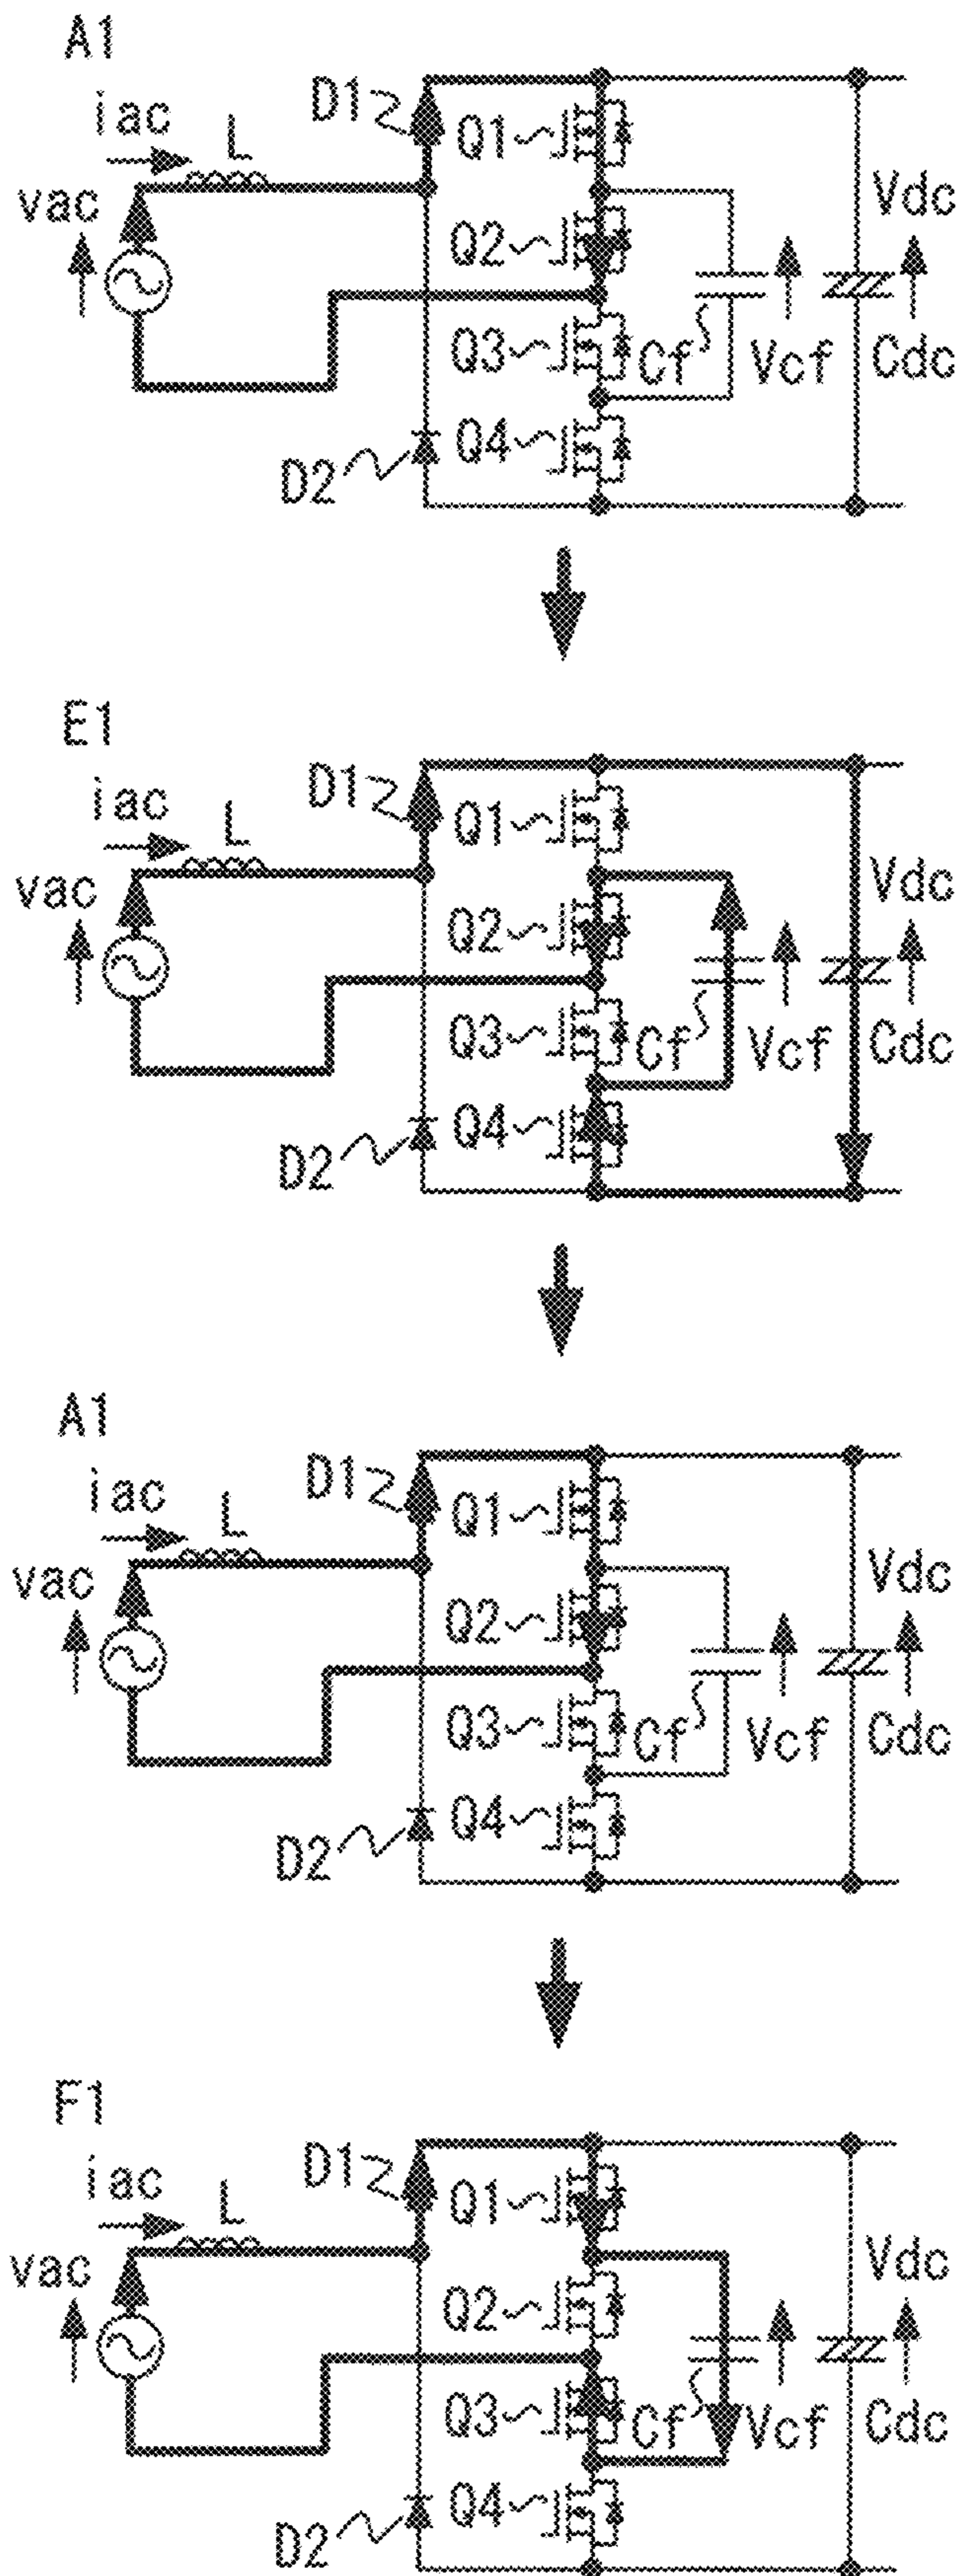 A1
iac
L
D1
Q1
vac
Q2
Vdc
Q3
Cf
Vcf
Cdc
Q4
D2
E1
iac
L
D1
Q1
vac
Q2
Vdc
Q3
Cf
Vcf
Cdc
Q4
D2
A1
iac
L
D1
Q1
vac
Q2
Vdc
Q3
Cf
Vcf
Cdc
Q4
D2
F1
iac
L
D1
Q1
vac
Q2
Vdc
Q3
Cf
Vcf
Cdc
Q4
D2